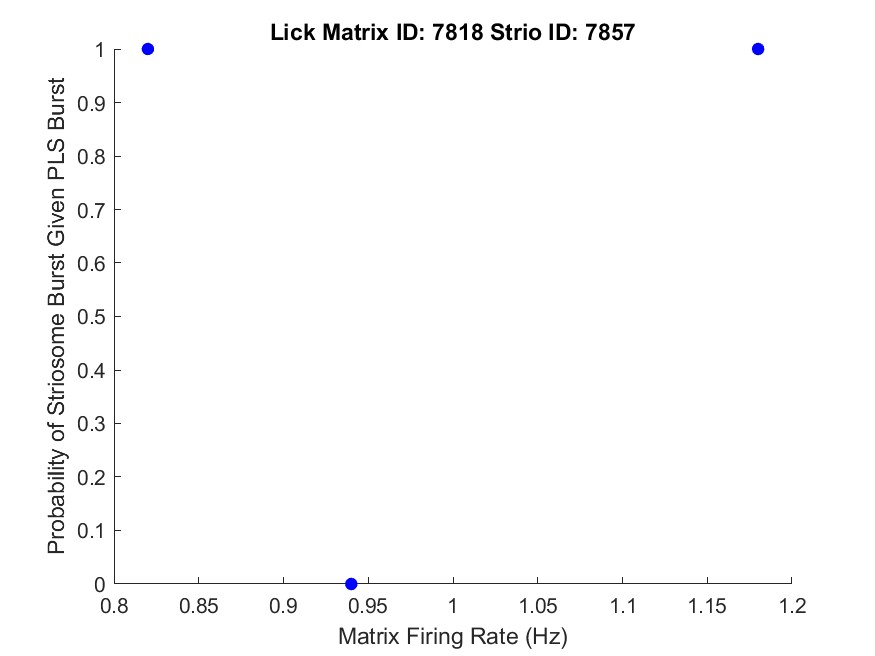 Lick Matrix ID: 7818 Strio ID: 7857
Probability of Striosome Burst Given PLS Burst
1
0.9
0.8
0.7
0.6
0.5
0.4
0.3
0.2
0.1
0
0.8 0.85 0.9 0.95 1 1.05 1.1 1.15 1.2
Matrix Firing Rate (Hz)